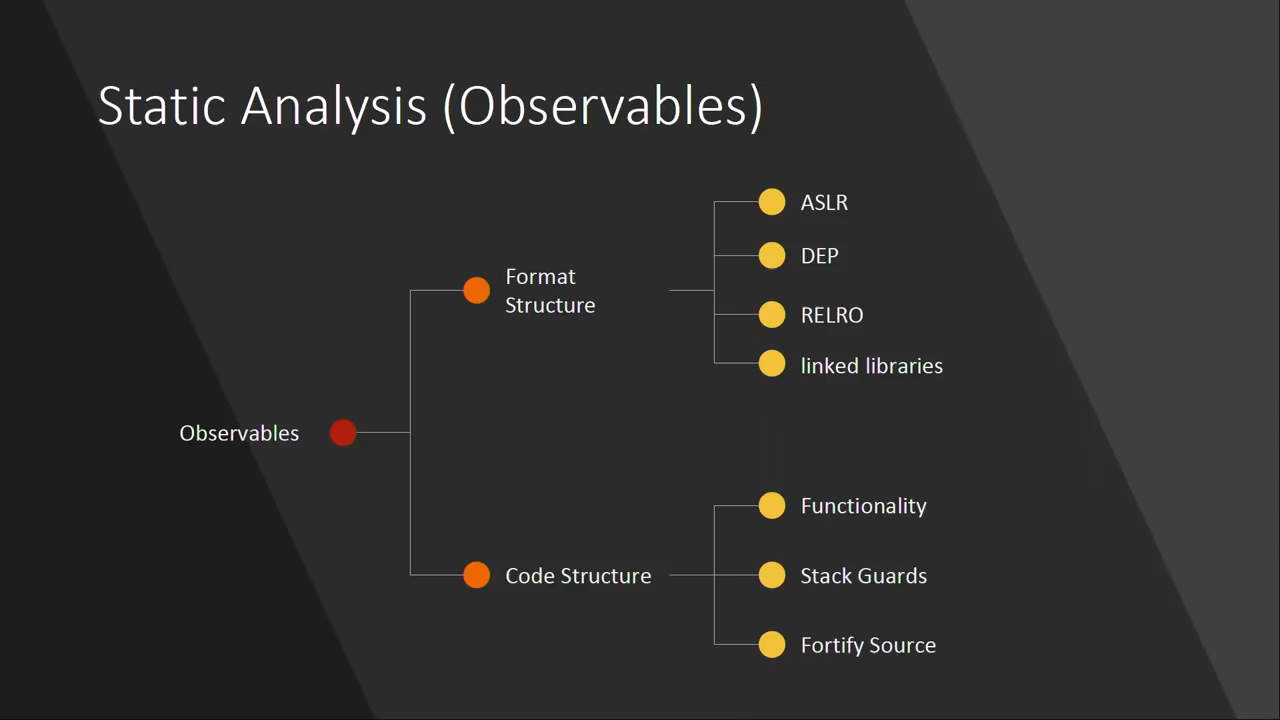 Static Analysis (Observables)
ASLR
DEP
Format
Structure
RELRO
linked libraries
Observables
Functionality
Code Structure
Stack Guards
Fortify Source